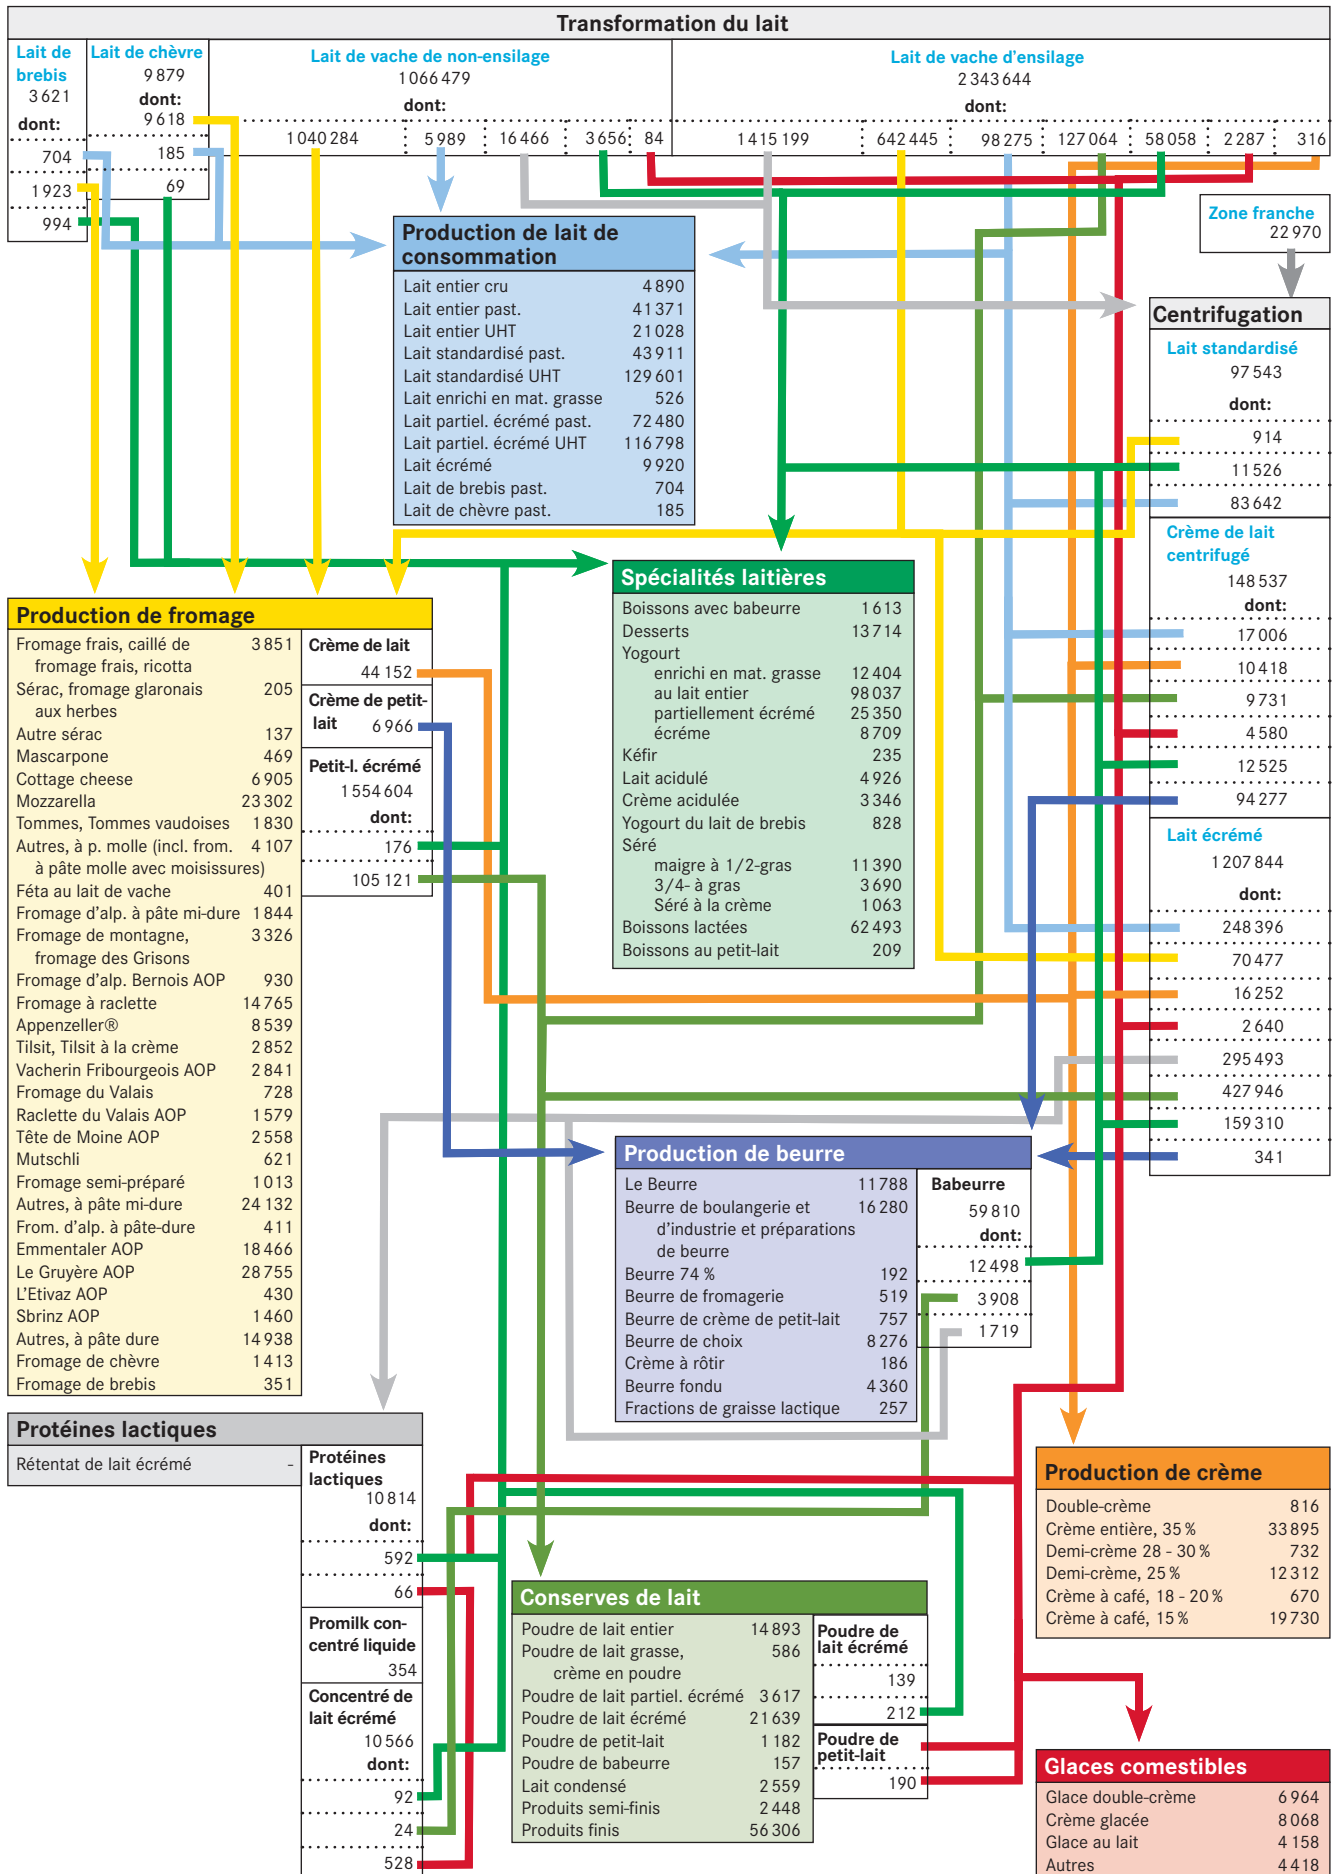 Transformation du lait
Lait de
brebis
3 621
dont:
704
1 923
994
Lait de chèvre
9 879
dont:
9 618
185
69
Lait de vache de non-ensilage
1 066 479
dont:
1 040 284 5 989 16 466 3 656 84
Lait de vache d'ensilage
2 343 644
dont:
1 415 199 642 445 98 275 127 064 58 058 2 287 316
Zone franche
22 970
Production de lait de
consommation
Lait entier cru 4 890
Lait entier past. 41 371
Lait entier UHT 21 028
Lait standardisé past. 43 911
Lait standardisé UHT 129 601
Lait enrichi en mat. grasse 526
Lait partiel. écrémé past. 72 480
Lait partiel. écrémé UHT 116 798
Lait écrémé 9 920
Lait de brebis past. 704
Lait de chèvre past. 185
Centrifugation
Lait standardisé
97 543
dont:
914
11 526
83 642
Crème de lait
centrifugé
148 537
dont:
17 006
10 418
9 731
4 580
12 525
94 277
Lait écrémé
1 207 844
dont:
248 396
70 477
16 252
2 640
295 493
427 946
159 310
341
Spécialités laitières
Boissons avec babeurre 1 613
Desserts 13 714
Yogourt
enrichi en mat. grasse 12 404
au lait entier 98 037
partiellement écrémé 25 350
écréme 8 709
Kéfir 235
Lait acidulé 4 926
Crème acidulée 3 346
Yogourt du lait de brebis 828
Séré
maigre à 1/2-gras 11 390
3/4- à gras 3 690
Séré à la crème 1 063
Boissons lactées 62 493
Boissons au petit-lait 209
Production de fromage
Fromage frais, caillé de 3 851
fromage frais, ricotta
Sérac, fromage glaronais 205
aux herbes
Autre sérac 137
Mascarpone 469
Cottage cheese 6 905
Mozzarella 23 302
Tommes, Tommes vaudoises 1 830
Autres, à p. molle (incl. from. 4 107
à pâte molle avec moisissures)
Féta au lait de vache 401
Fromage d'alp. à pâte mi-dure 1 844
Fromage de montagne, 3 326
fromage des Grisons
Fromage d'alp. Bernois AOP 930
Fromage à raclette 14 765
Appenzeller® 8 539
Tilsit, Tilsit à la crème 2 852
Vacherin Fribourgeois AOP 2 841
Fromage du Valais 728
Raclette du Valais AOP 1 579
Tête de Moine AOP 2 558
Mutschli 621
Fromage semi-préparé 1 013
Autres, à pâte mi-dure 24 132
From. d'alp. à pâte-dure 411
Emmentaler AOP 18 466
Le Gruyère AOP 28 755
L'Etivaz AOP 430
Sbrinz AOP 1 460
Autres, à pâte dure 14 938
Fromage de chèvre 1 413
Fromage de brebis 351
Crème de lait
44 152
Crème de petit-
lait 6 966
Petit-l. écrémé
1 554 604
dont:
176
105 121
Production de beurre
Le Beurre 11 788
Beurre de boulangerie et 16 280
d'industrie et préparations
de beurre
Beurre 74 % 192
Beurre de fromagerie 519
Beurre de crème de petit-lait 757
Beurre de choix 8 276
Crème à rôtir 186
Beurre fondu 4 360
Fractions de graisse lactique 257
Babeurre
59 810
dont:
12 498
3 908
1 719
Protéines lactiques
Rétentat de lait écrémé -
Protéines
lactiques
10 814
dont:
592
66
Promilk con-
centré liquide
354
Concentré de
lait écrémé
10 566
dont:
92
24
528
Conserves de lait
Poudre de lait entier 14 893
Poudre de lait grasse, 586
crème en poudre
Poudre de lait partiel. écrémé 3 617
Poudre de lait écrémé 21 639
Poudre de petit-lait 1 182
Poudre de babeurre 157
Lait condensé 2 559
Produits semi-finis 2 448
Produits finis 56 306
Poudre de
lait écrémé
139
212
Poudre de
petit-lait
190
Production de crème
Double-crème 816
Crème entière, 35 % 33 895
Demi-crème 28 - 30 % 732
Demi-crème, 25 % 12 312
Crème à café, 18 - 20 % 670
Crème à café, 15 % 19 730
Glaces comestibles
Glace double-crème 6 964
Crème glacée 8 068
Glace au lait 4 158
Autres 4 418